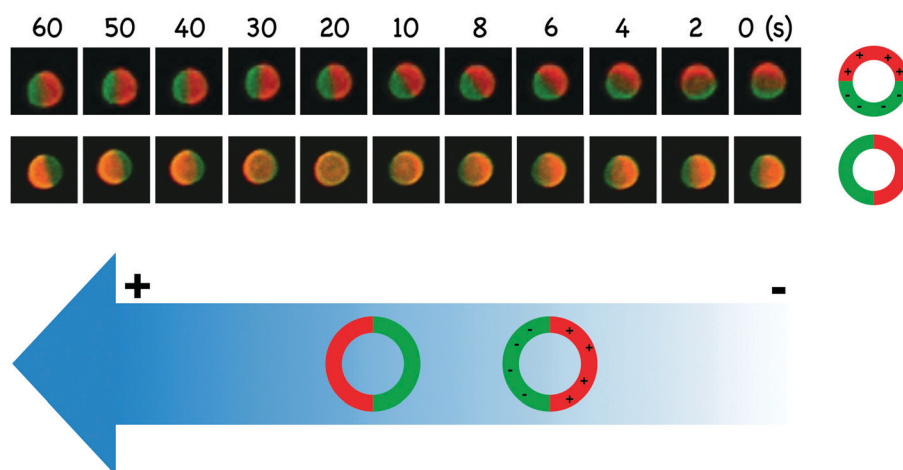 60 50 40 30 20 10 8 6 4 2 0 (s)
+ + + +
- - - -
+ -
- - - - + + + +